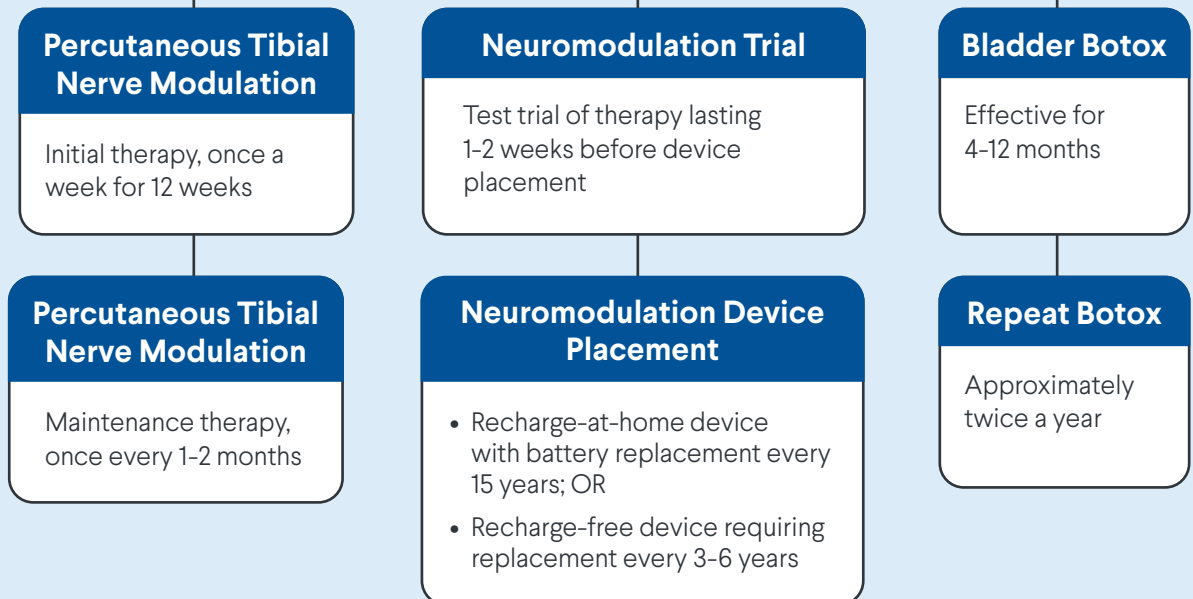 Percutaneous Tibial
Nerve Modulation
Initial therapy, once a
week for 12 weeks
Neuromodulation Trial
Test trial of therapy lasting
1-2 weeks before device
placement
Bladder Botox
Effective for
4-12 months
Percutaneous Tibial
Nerve Modulation
Maintenance therapy,
once every 1-2 months
Neuromodulation Device
Placement
• Recharge-at-home device
with battery replacement every
15 years; OR
• Recharge-free device requiring
replacement every 3-6 years
Repeat Botox
Approximately
twice a year